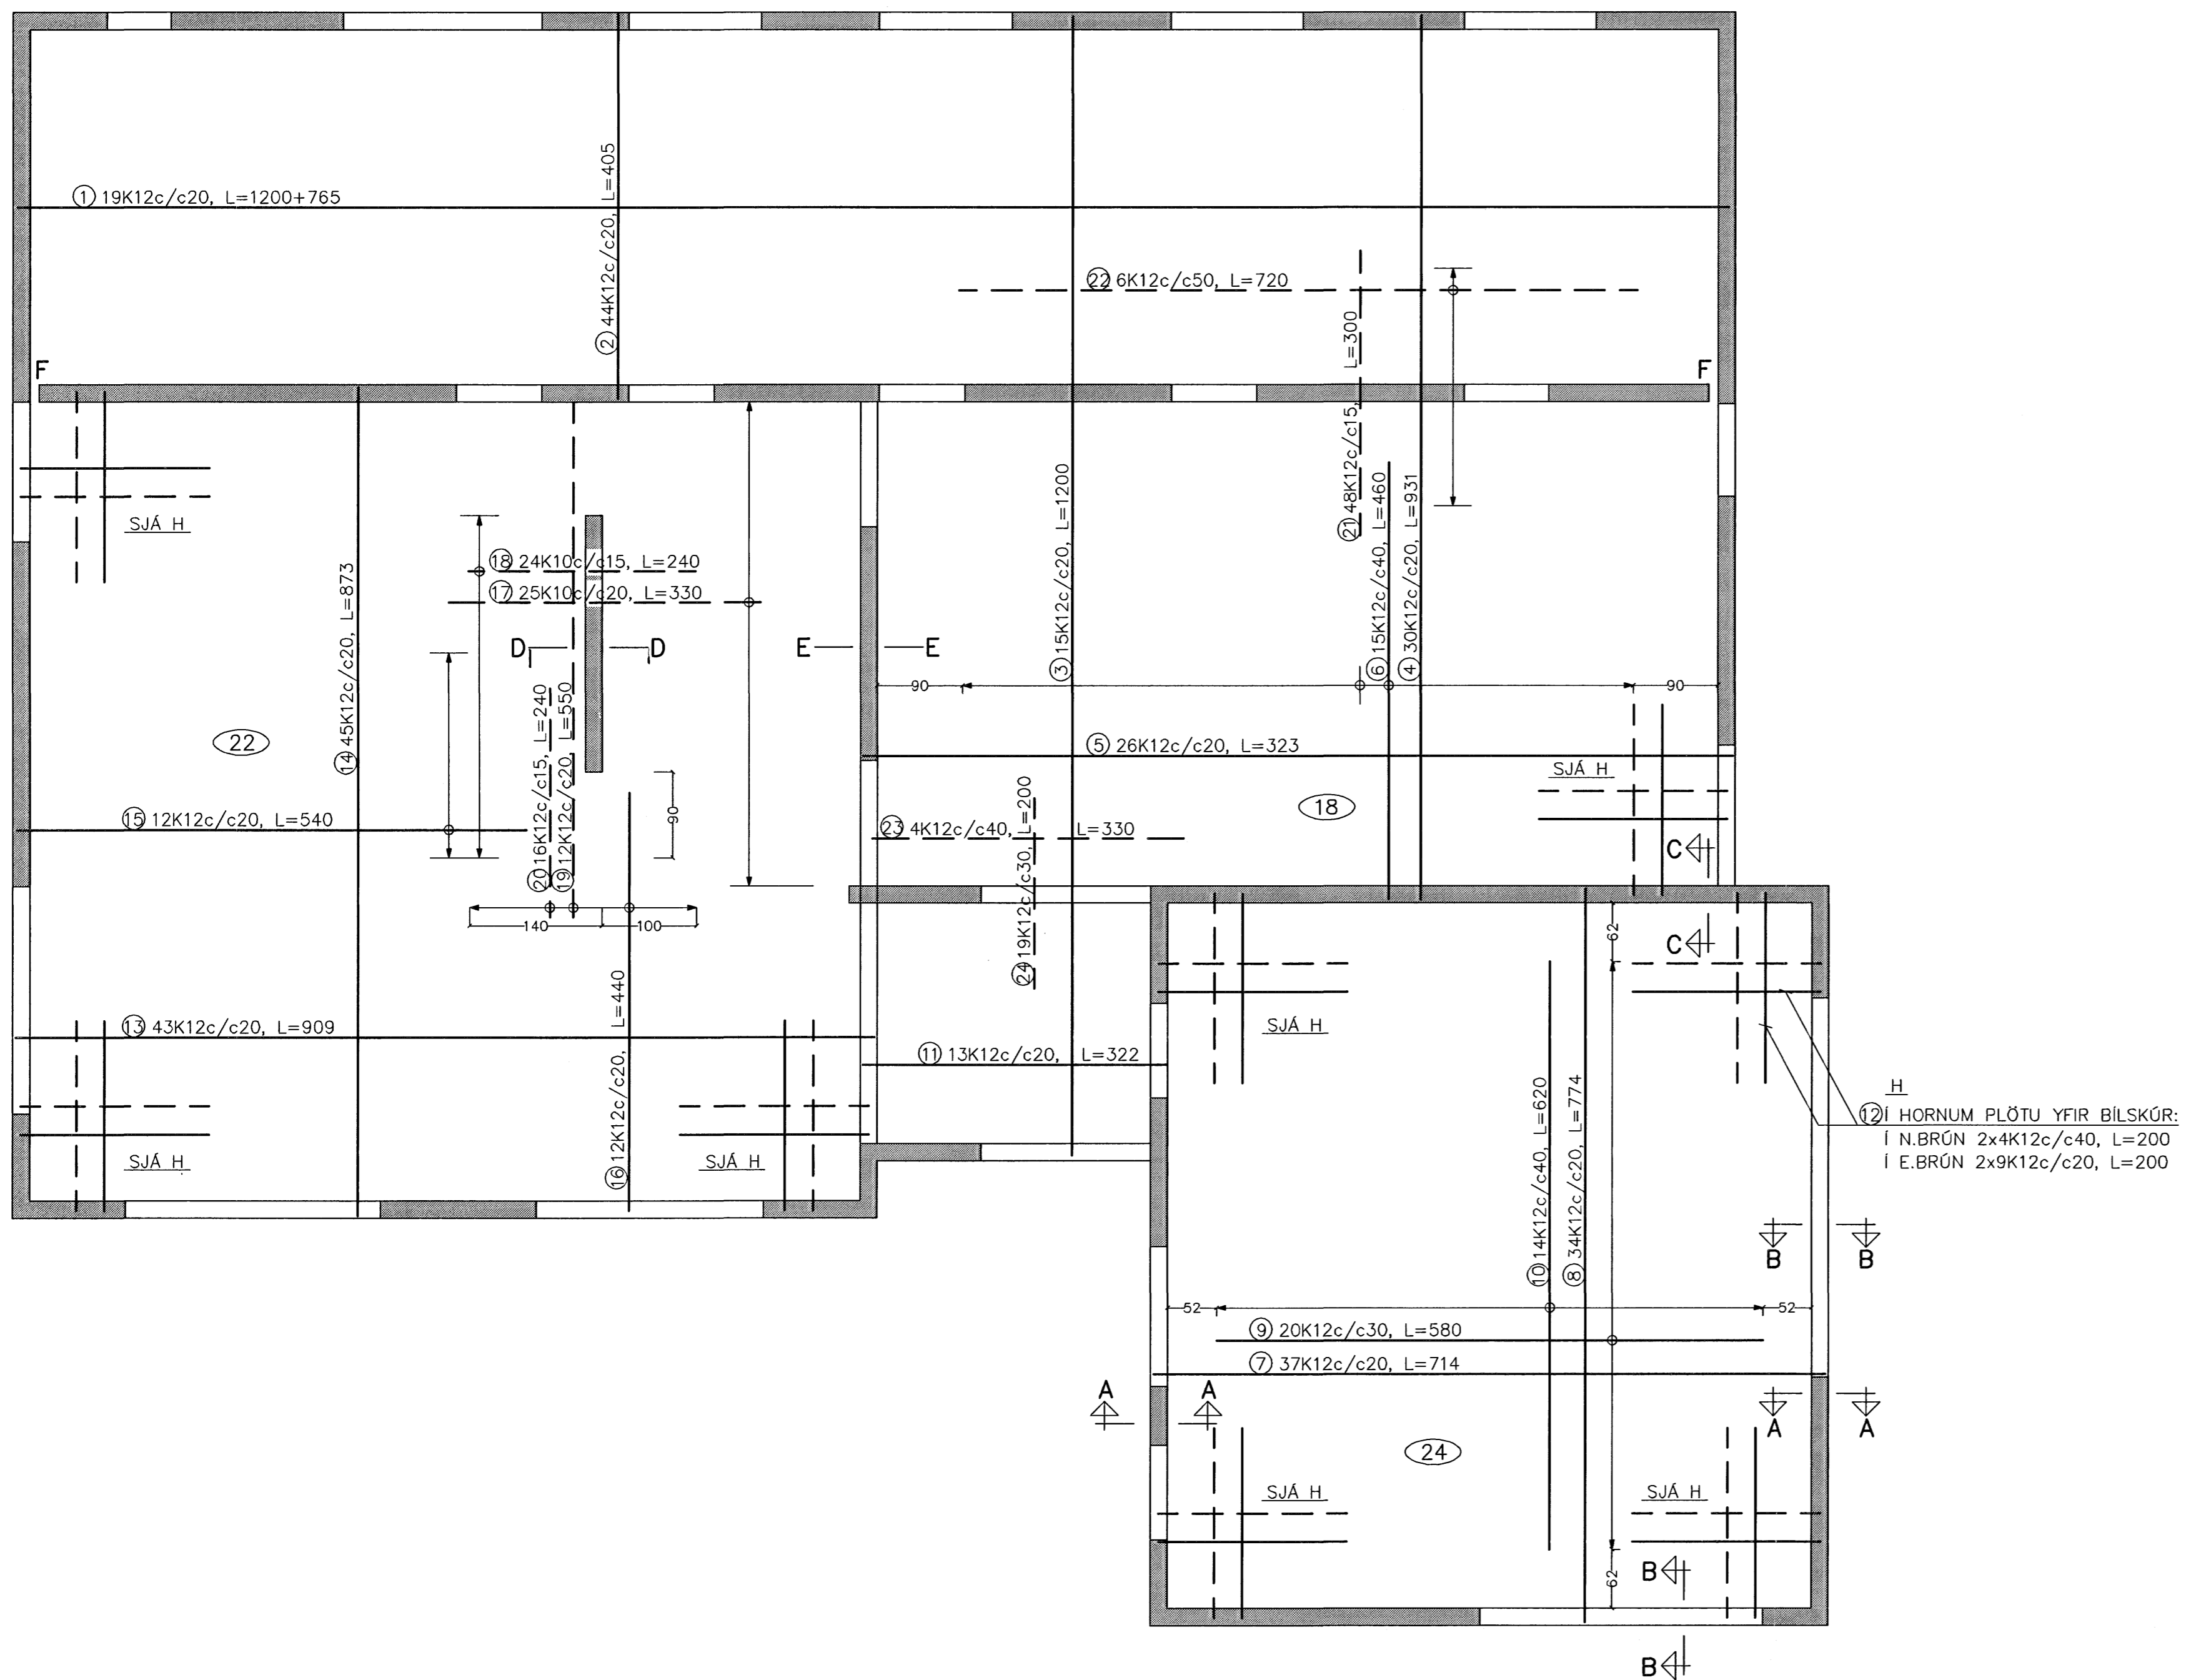 ① 19K12c/c20, L=1200+765
② 44K12c/c20, L=405
㉒ 6K12c/c50, L=720
㉑ 48K12c/c15, L=300
F
F
SJÁ H
⑱ 24K10c/c15, L=240
⑰ 25K10c/c20, L=330
⑭ 45K12c/c20, L=873
③ 15K12c/c20, L=1200
⑥ 15K12c/c40, L=460
④ 30K12c/c20, L=931
D
D
E
E
90
90
⑳ 16K12c/c15, L=240
⑲ 12K12c/c20, L=550
22
⑤ 26K12c/c20, L=323
SJÁ H
90
18
⑮ 12K12c/c20, L=540
㉓ 4K12c/c40, L=330
㉔ 19K12c/c30, L=200
C
140
100
62
C
⑯ 12K12c/c20, L=440
⑬ 43K12c/c20, L=909
SJÁ H
⑪ 13K12c/c20, L=322
⑩ 14K12c/c40, L=620
⑧ 34K12c/c20, L=774
H
⑫ Í HORNUM PLÖTU YFIR BÍLSKÚR:
Í N.BRÚN 2x4K12c/c40, L=200
Í E.BRÚN 2x9K12c/c20, L=200
SJÁ H
SJÁ H
B
B
52
52
⑨ 20K12c/c30, L=580
⑦ 37K12c/c20, L=714
A
A
A
A
24
SJÁ H
SJÁ H
B
62
B